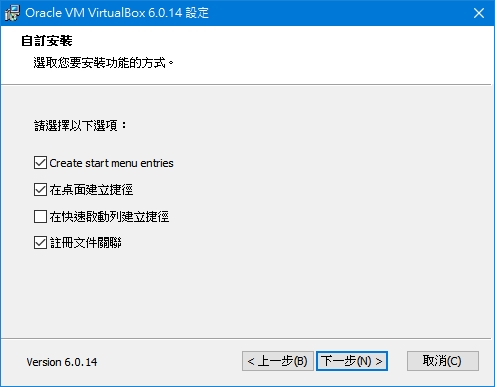 Oracle VM VirtualBox 6.0.14 設定
自訂安裝
選取您要安裝功能的方式。
請選擇以下選項：
Create start menu entries
在桌面建立捷徑
在快速啟動列建立捷徑
註冊文件關聯
Version 6.0.14
< 上一步(B)
下一步(N) >
取消(C)